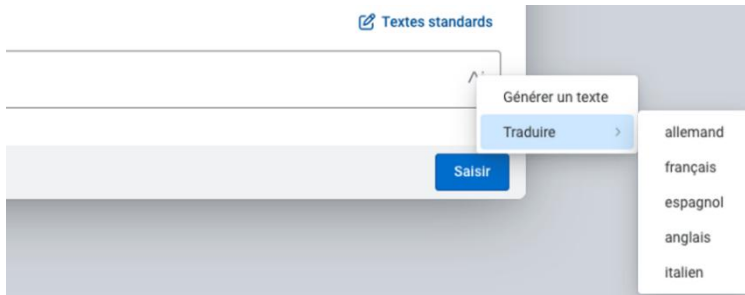 Textes standards
Générer un texte
Traduire
allemand
français
Saisir
espagnol
anglais
italien